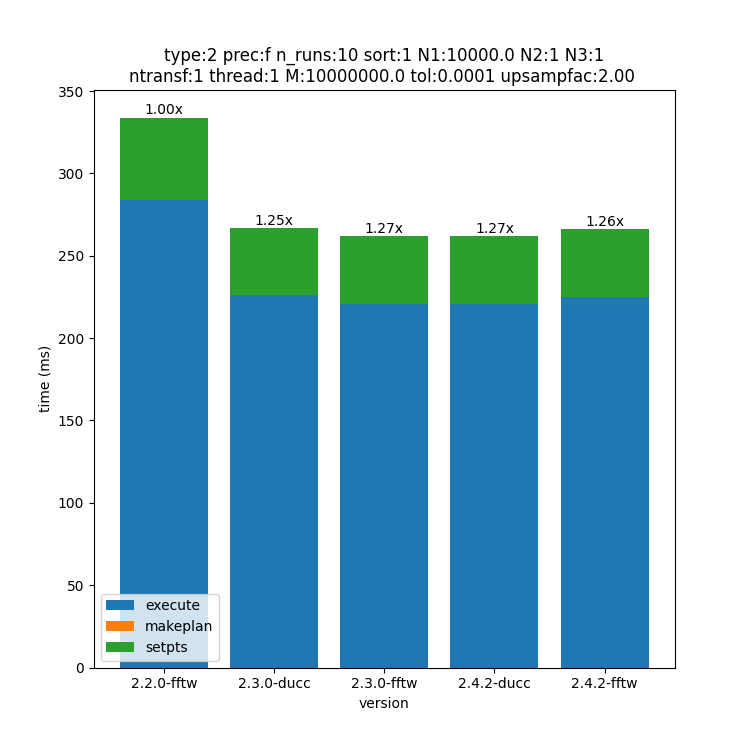 type:2 prec:f n_runs:10 sort:1 N1:10000.0 N2:1 N3:1
ntransf:1 thread:1 M:10000000.0 tol:0.0001 upsampfac:2.00
350
300
250
200
150
100
50
0
time (ms)
1.00x
1.25x
1.27x
1.27x
1.26x
execute
makeplan
setpts
2.2.0-fftw
2.3.0-ducc
2.3.0-fftw
2.4.2-ducc
2.4.2-fftw
version